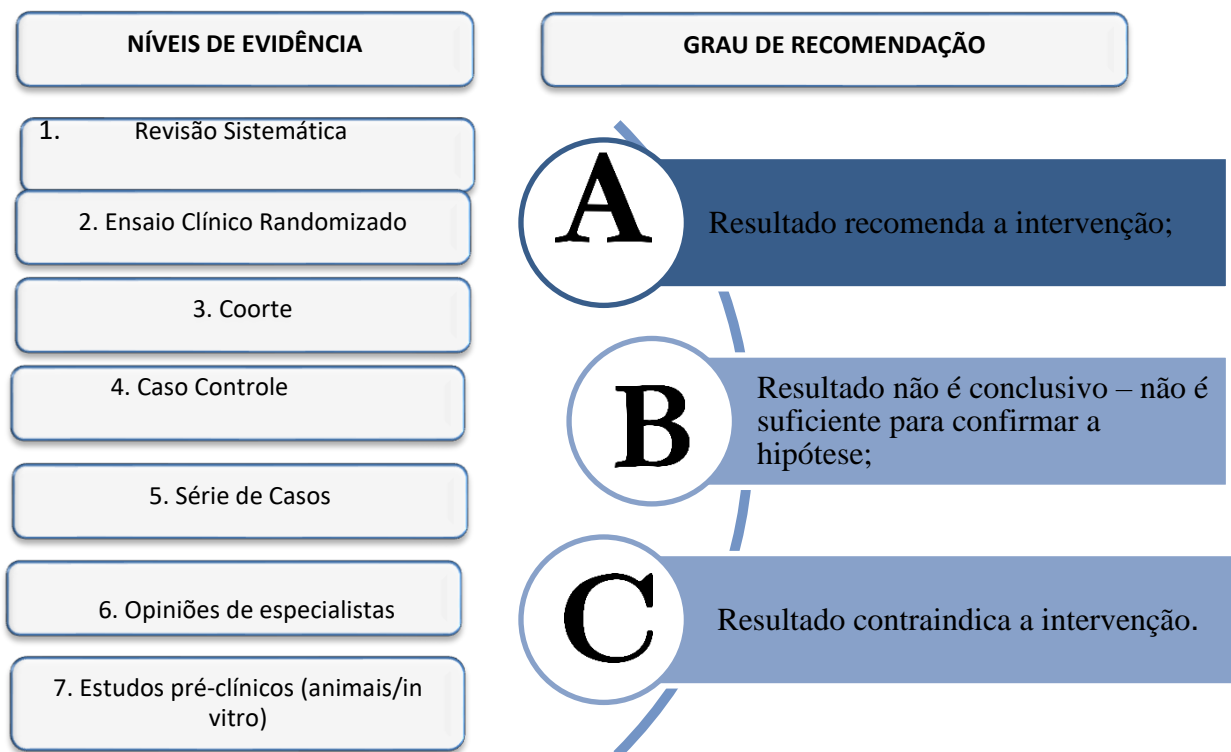 NÍVEIS DE EVIDÊNCIA
1. Revisão Sistemática
2. Ensaio Clínico Randomizado
3. Coorte
4. Caso Controle
5. Série de Casos
6. Opiniões de especialistas
7. Estudos pré-clínicos (animais/in
vitro)
GRAU DE RECOMENDAÇÃO
A
Resultado recomenda a intervenção;
B
Resultado não é conclusivo – não é
suficiente para confirmar a
hipótese;
C
Resultado contraindica a intervenção.